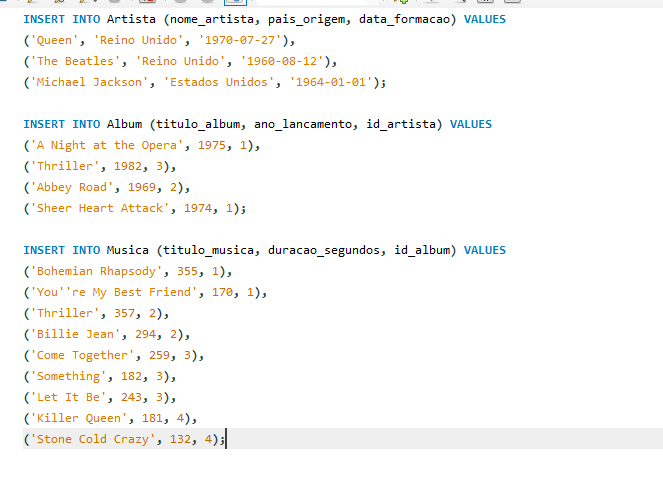 INSERT INTO Artista (nome_artista, pais_origem, data_formacao) VALUES
('Queen', 'Reino Unido', '1970-07-27'),
('The Beatles', 'Reino Unido', '1960-08-12'),
('Michael Jackson', 'Estados Unidos', '1964-01-01');
INSERT INTO Album (titulo_album, ano_lancamento, id_artista) VALUES
('A Night at the Opera', 1975, 1),
('Thriller', 1982, 3),
('Abbey Road', 1969, 2),
('Sheer Heart Attack', 1974, 1);
INSERT INTO Musica (titulo_musica, duracao_segundos, id_album) VALUES
('Bohemian Rhapsody', 355, 1),
('You''re My Best Friend', 170, 1),
('Thriller', 357, 2),
('Billie Jean', 294, 2),
('Come Together', 259, 3),
('Something', 182, 3),
('Let It Be', 243, 3),
('Killer Queen', 181, 4),
('Stone Cold Crazy', 132, 4);